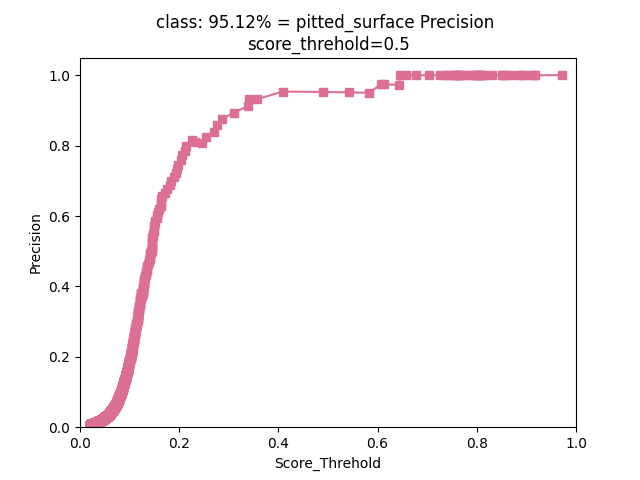 class: 95.12% = pitted_surface Precision
score_threhold=0.5
1.0
0.8
0.6
0.4
0.2
0.0
Precision
0.0 0.2 0.4 0.6 0.8 1.0
Score_Threhold